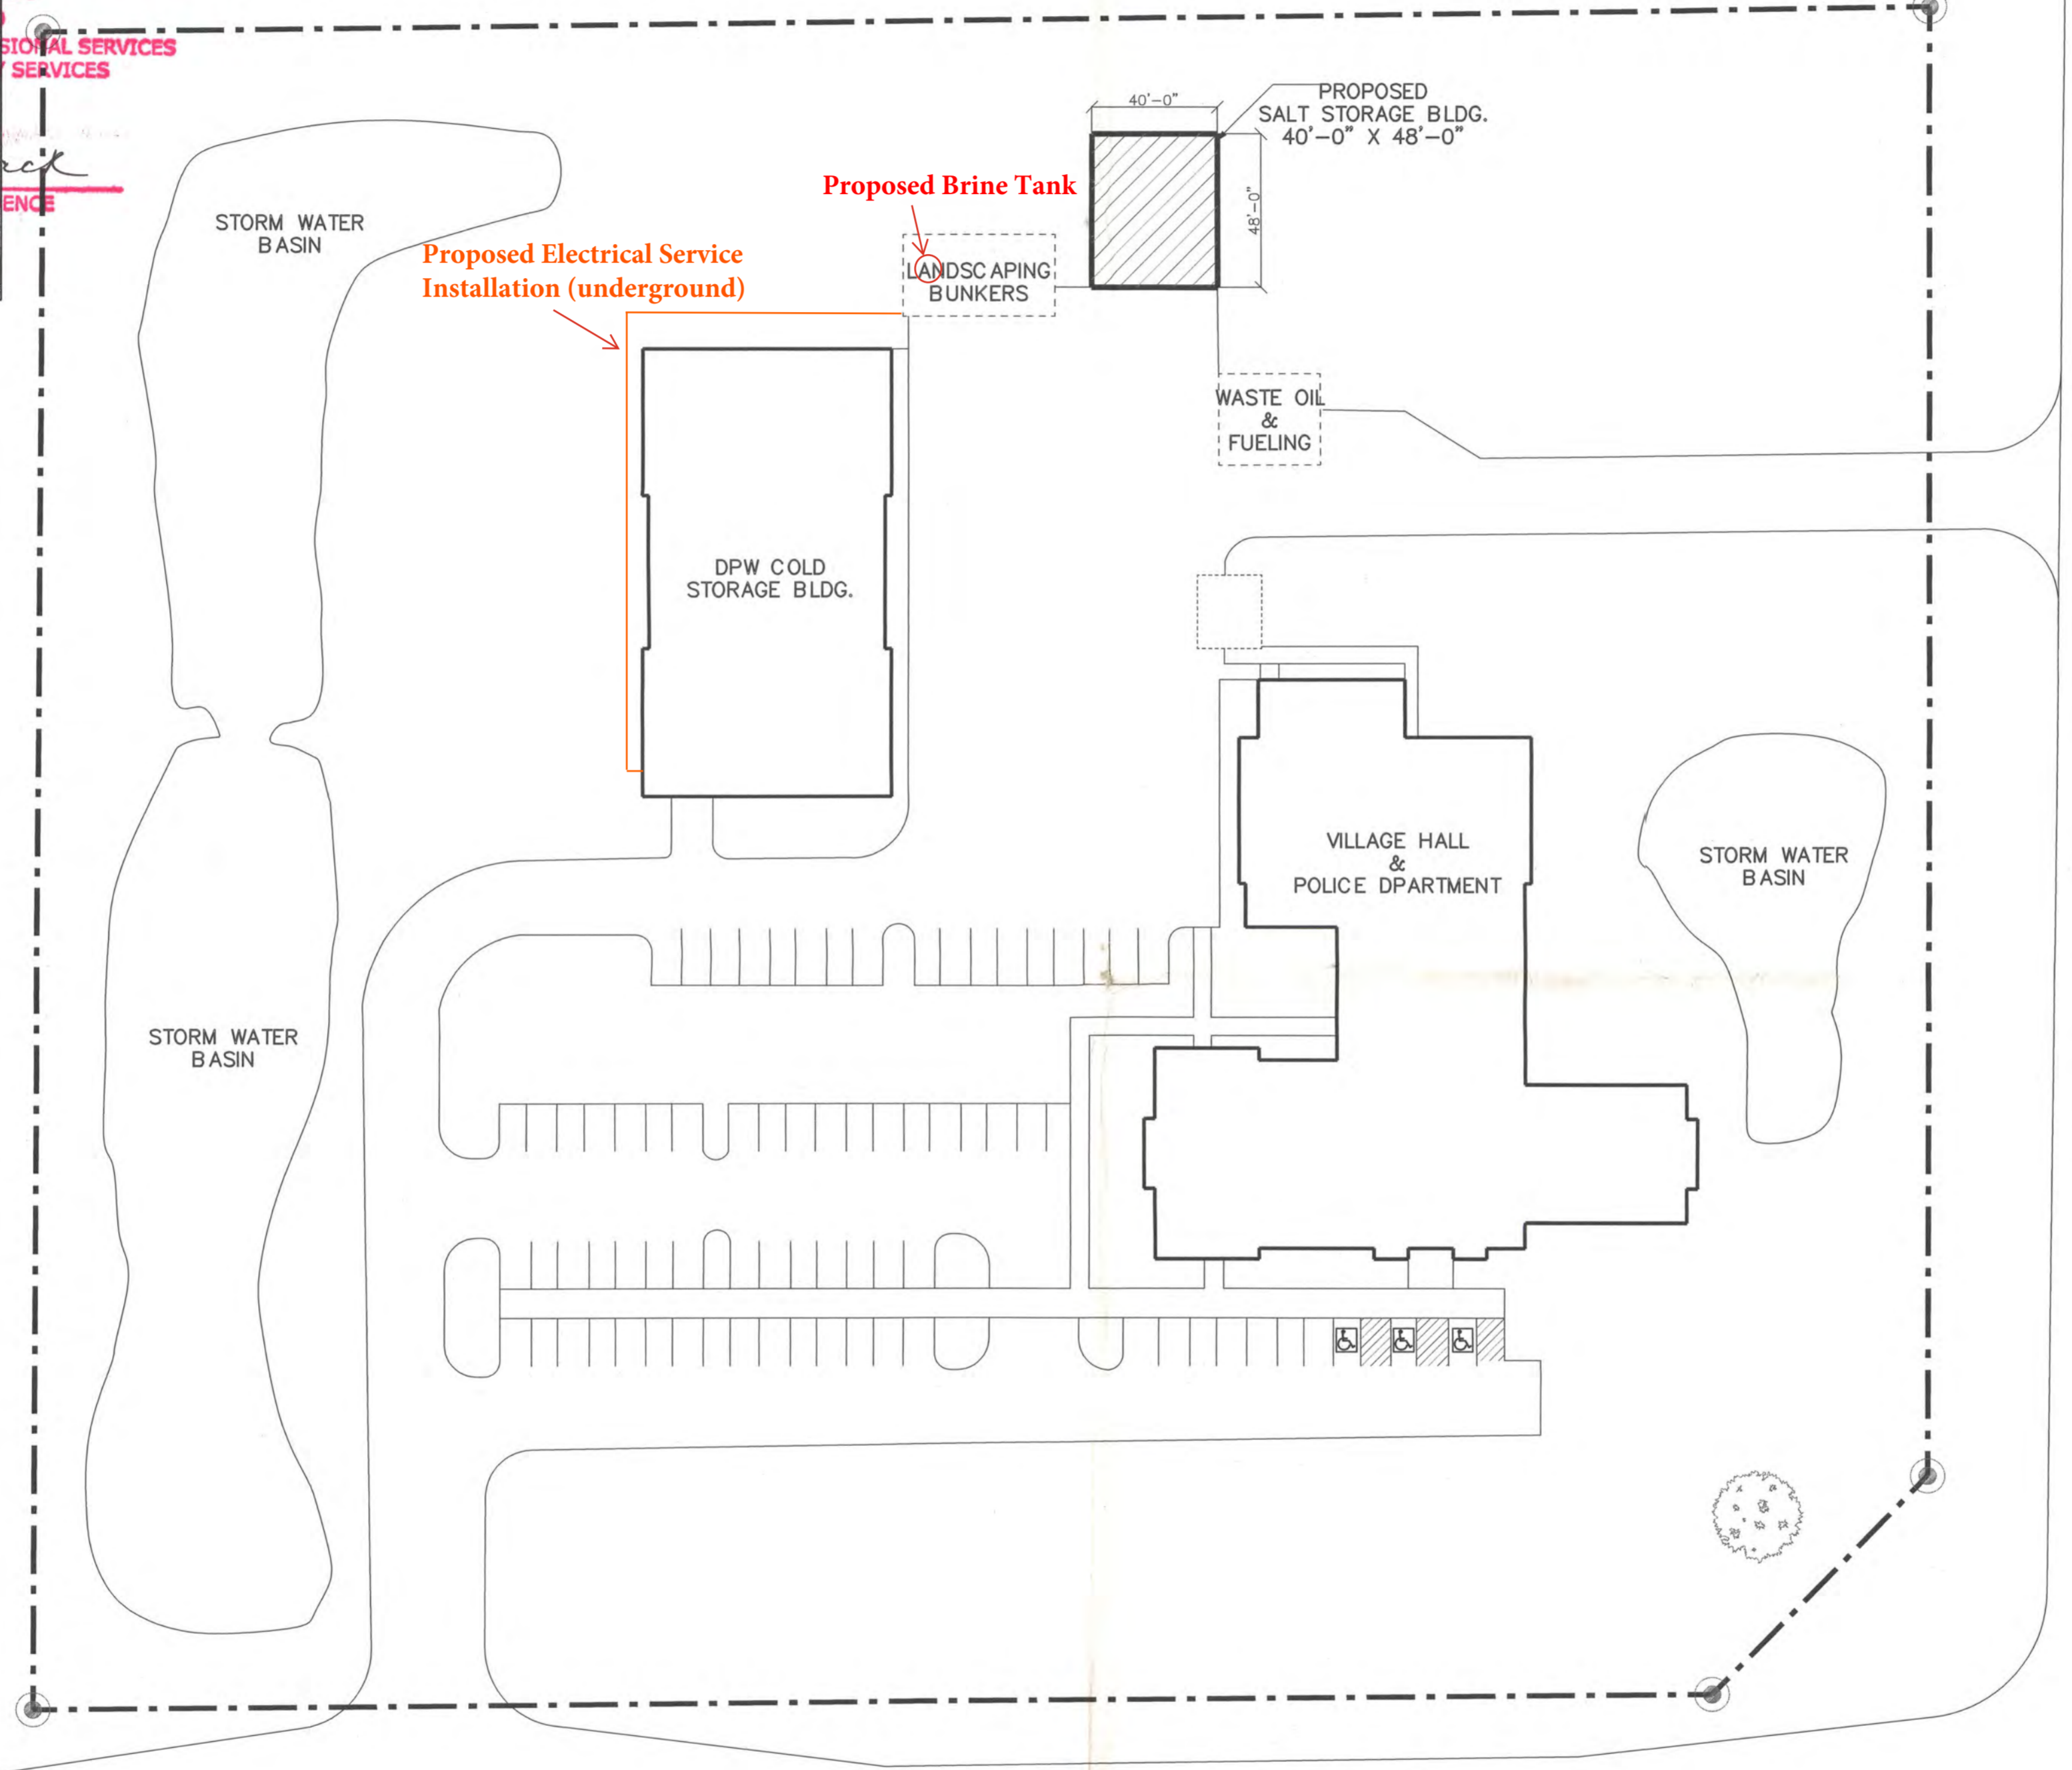 SIONAL SERVICES
SERVICES
ENCE
40'-0"
PROPOSED
SALT STORAGE BLDG.
40'-0" X 48'-0"
48'-0"
Proposed Brine Tank
STORM WATER
BASIN
Proposed Electrical Service
Installation (underground)
LANDSCAPING
BUNKERS
WASTE OIL
&
FUELING
DPW COLD
STORAGE BLDG.
VILLAGE HALL
&
POLICE DPARTMENT
STORM WATER
BASIN
STORM WATER
BASIN